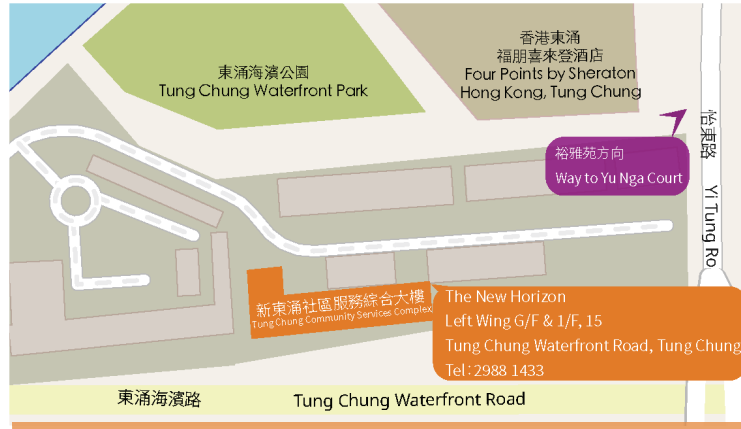 東涌海濱公園
Tung Chung Waterfront Park
香港東涌
福朋喜來登酒店
Four Points by Sheraton
Hong Kong, Tung Chung
怡東路 Yi Tung Ro
裕雅苑方向
Way to Yu Nga Court
新東涌社區服務綜合大樓
Tung Chung Community Services Complex
The New Horizon
Left Wing G/F & 1/F, 15
Tung Chung Waterfront Road, Tung Chung
Tel：2988 1433
東涌海濱路 Tung Chung Waterfront Road